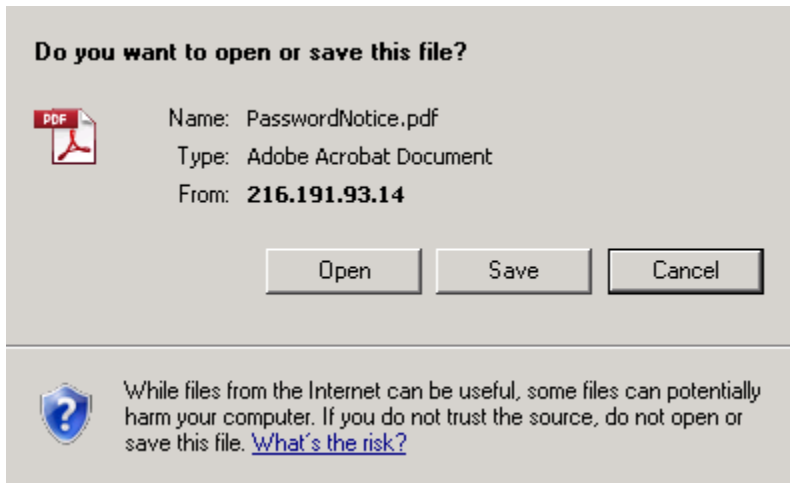 Do you want to open or save this file?
PDF
Name: PasswordNotice.pdf
Type: Adobe Acrobat Document
From: 216.191.93.14
Open Save Cancel
While files from the Internet can be useful, some files can potentially
harm your computer. If you do not trust the source, do not open or
save this file. What's the risk?